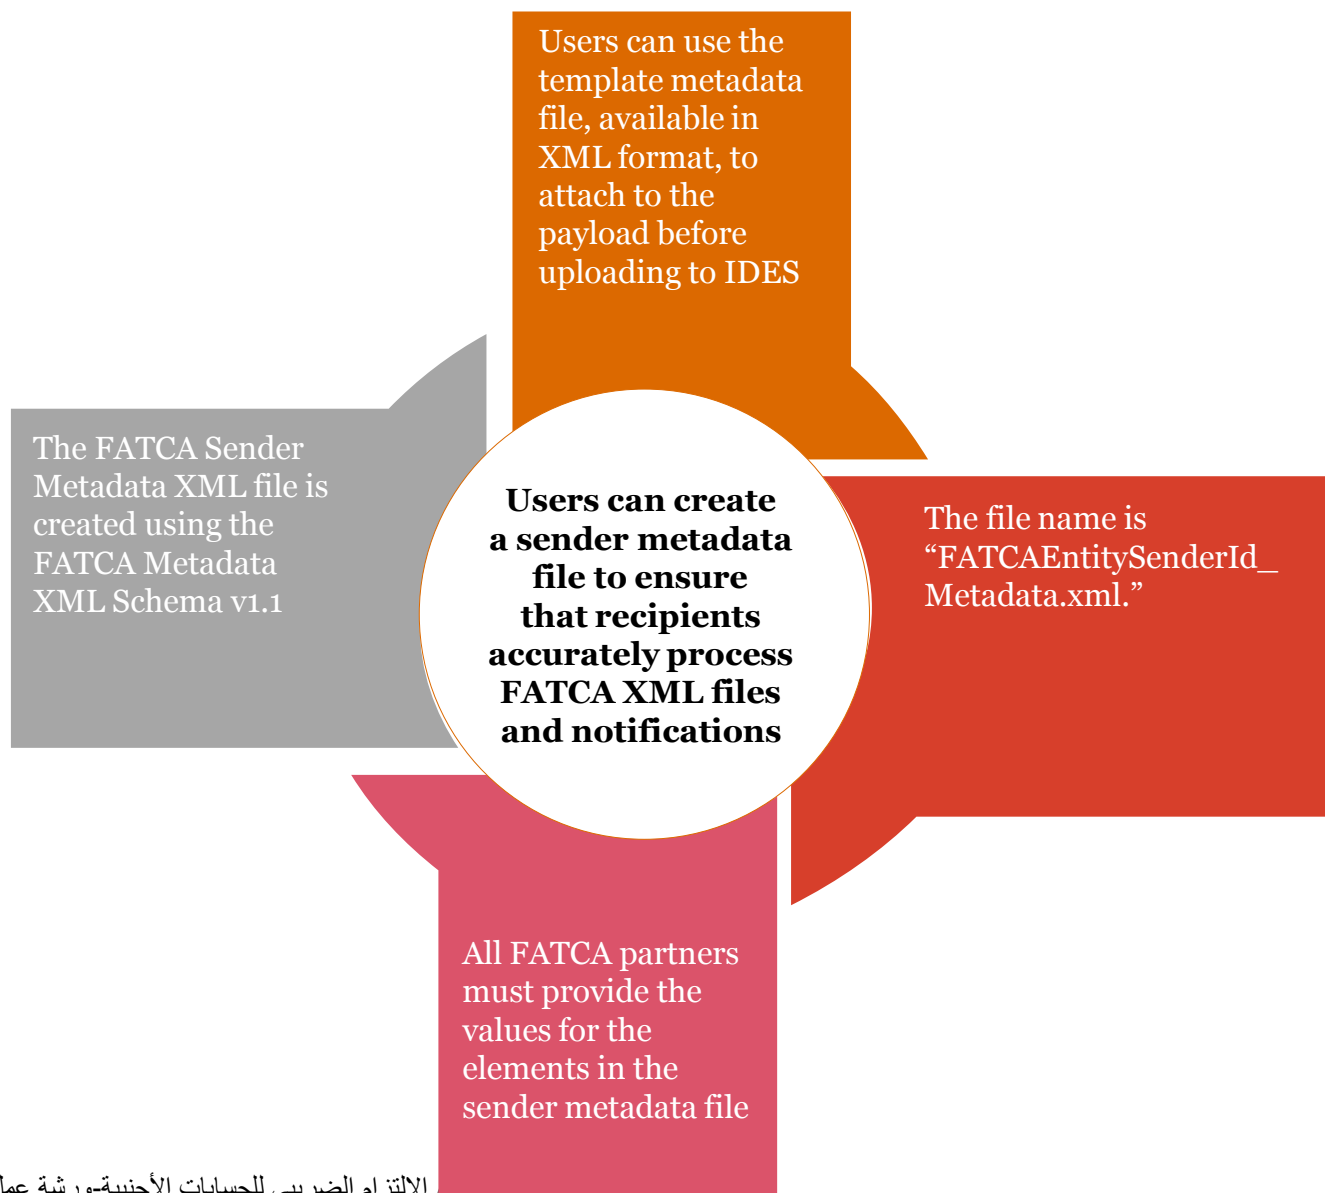 Users can use the
template metadata
file, available in
XML format, to
attach to the
payload before
uploading to IDES
The FATCA Sender
Metadata XML file is
created using the
FATCA Metadata
XML Schema v1.1
Users can create
a sender metadata
file to ensure
that recipients
accurately process
FATCA XML files
and notifications
The file name is
“FATCAEntitySenderId_
Metadata.xml.”
All FATCA partners
must provide the
values for the
elements in the
sender metadata file
الالتزام الضريبي للحسابات الأجنبية-ورشة عمل